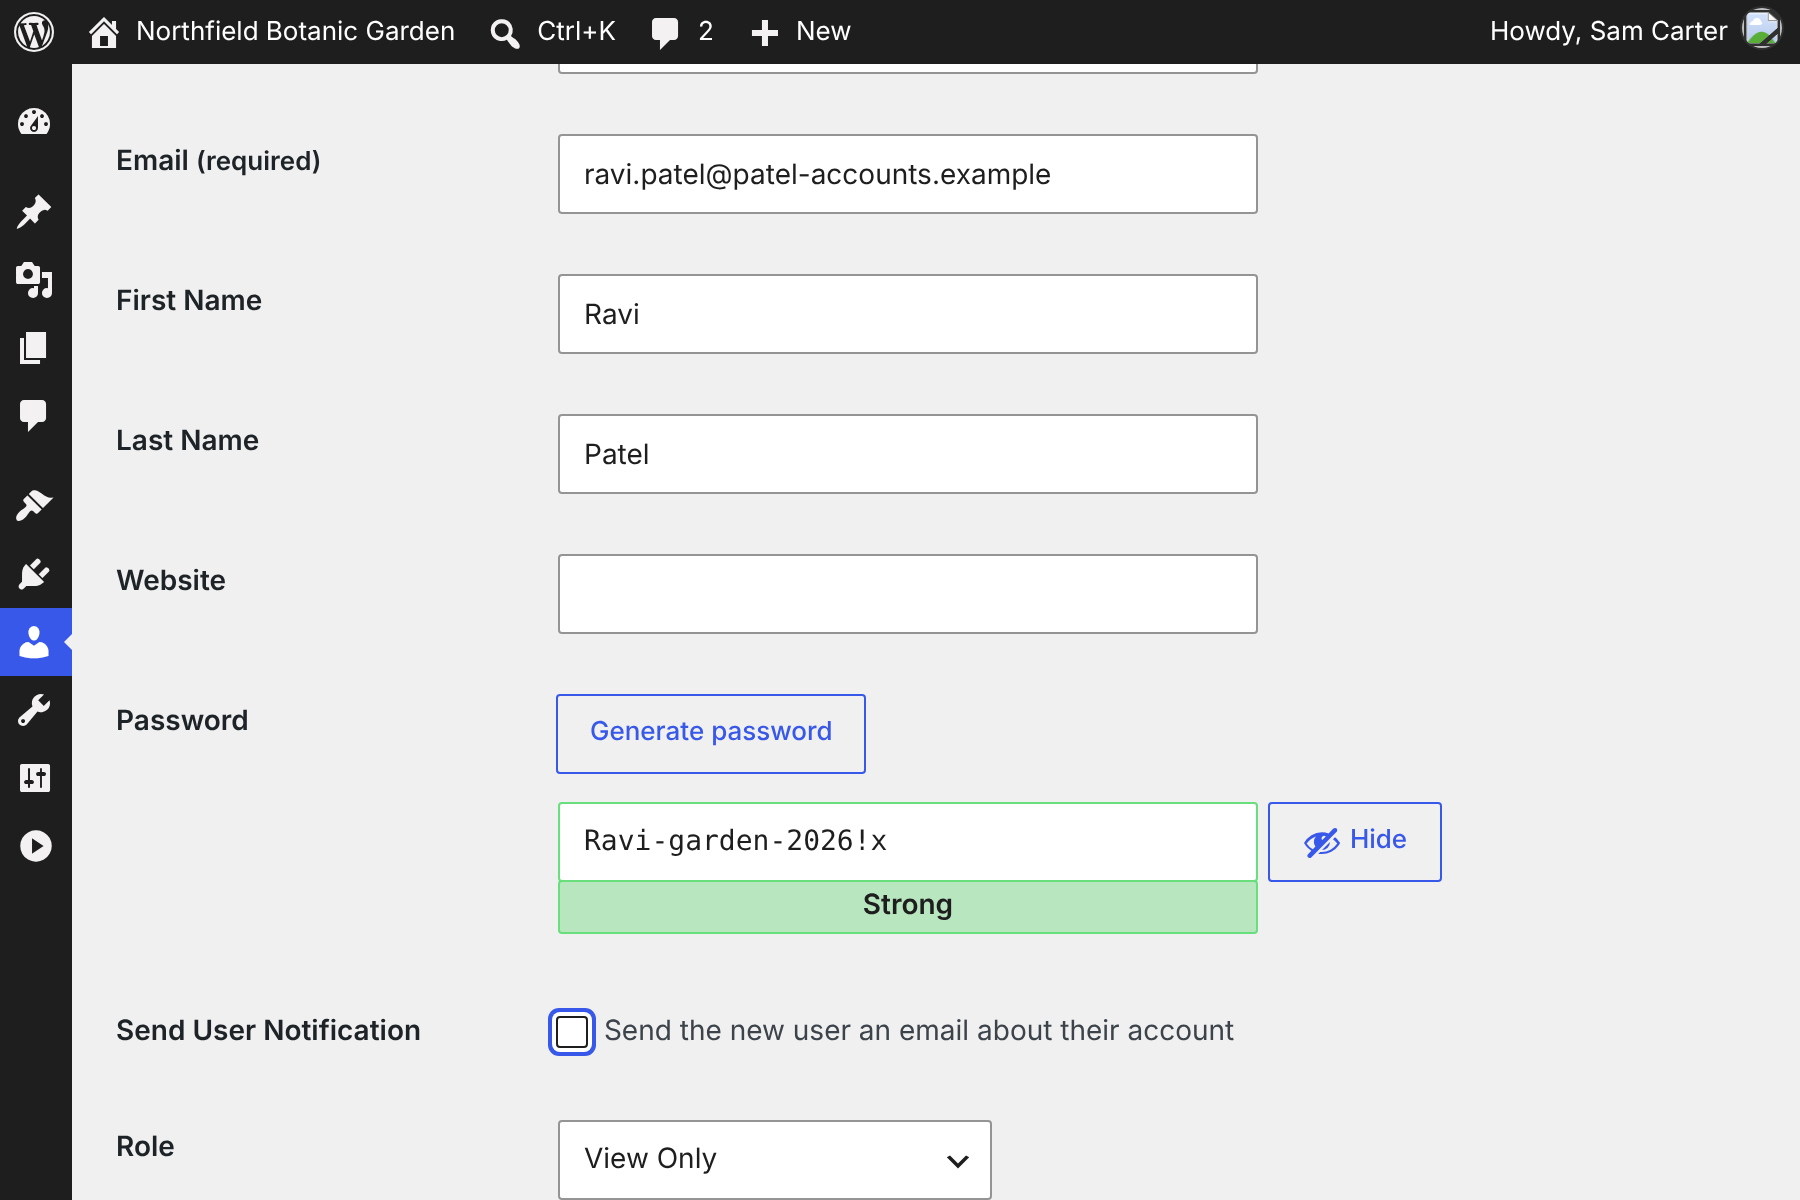 Northfield Botanic Garden Ctrl+K 2 New Howdy, Sam Carter
Email (required) ravi.patel@patel-accounts.example
First Name Ravi
Last Name Patel
Website
Password Generate password
Ravi-garden-2026!x Hide
Strong
Send User Notification Send the new user an email about their account
Role View Only